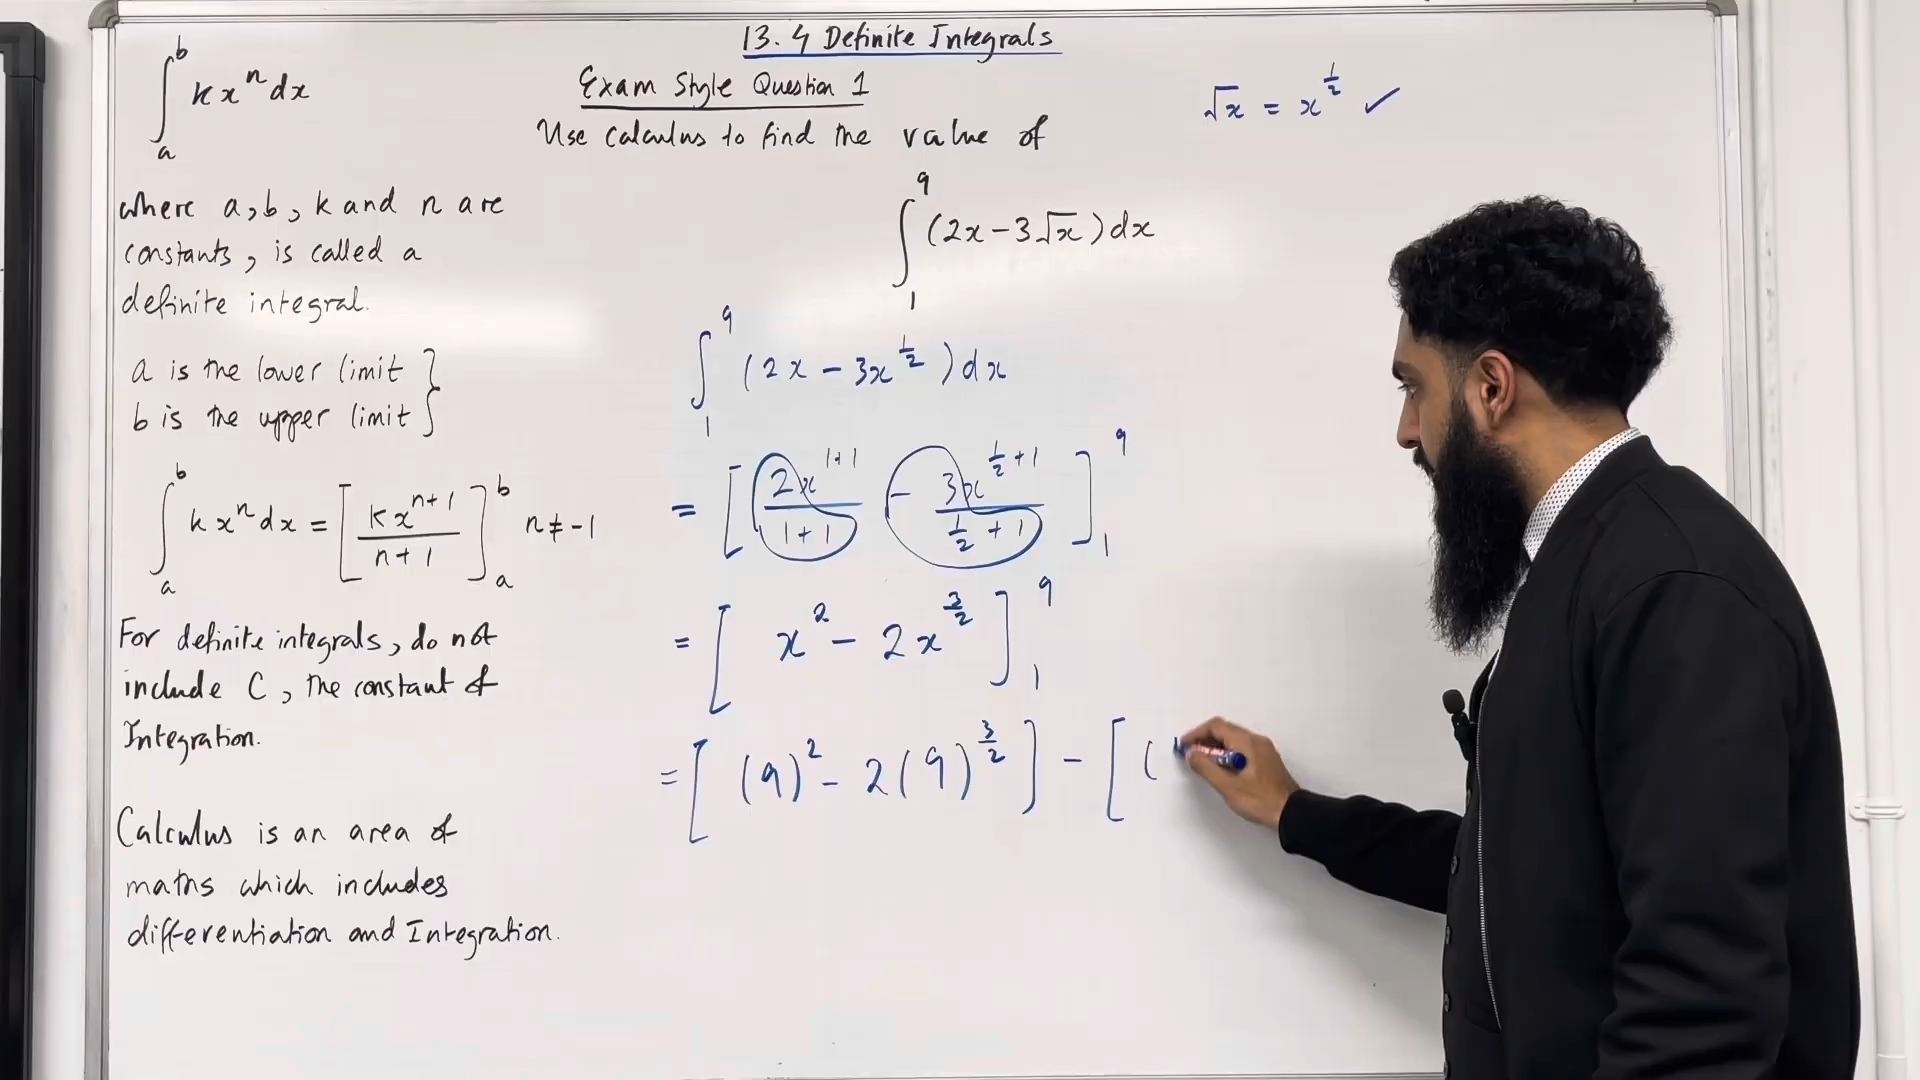 13.4 Definite Integrals
∫_a^b kx^n dx
where a, b, k and n are
constants, is called a
definite integral.
a is the lower limit }
b is the upper limit }
∫_a^b kx^n dx = [kx^(n+1)/(n+1)]_a^b n ≠ -1
For definite integrals, do not
include C, the constant of
Integration.
Calculus is an area of
maths which includes
differentiation and Integration.
Exam Style Question 1
Use calculus to find the value of
∫_1^9 (2x - 3√x) dx
∫_1^9 (2x - 3x^(1/2)) dx
= [2x^(1+1)/(1+1) - 3x^(1/2+1)/(1/2+1)]_1^9
= [x^2 - 2x^(3/2)]_1^9
= [(9)^2 - 2(9)^(3/2)] - [(
√x = x^(1/2) ✓